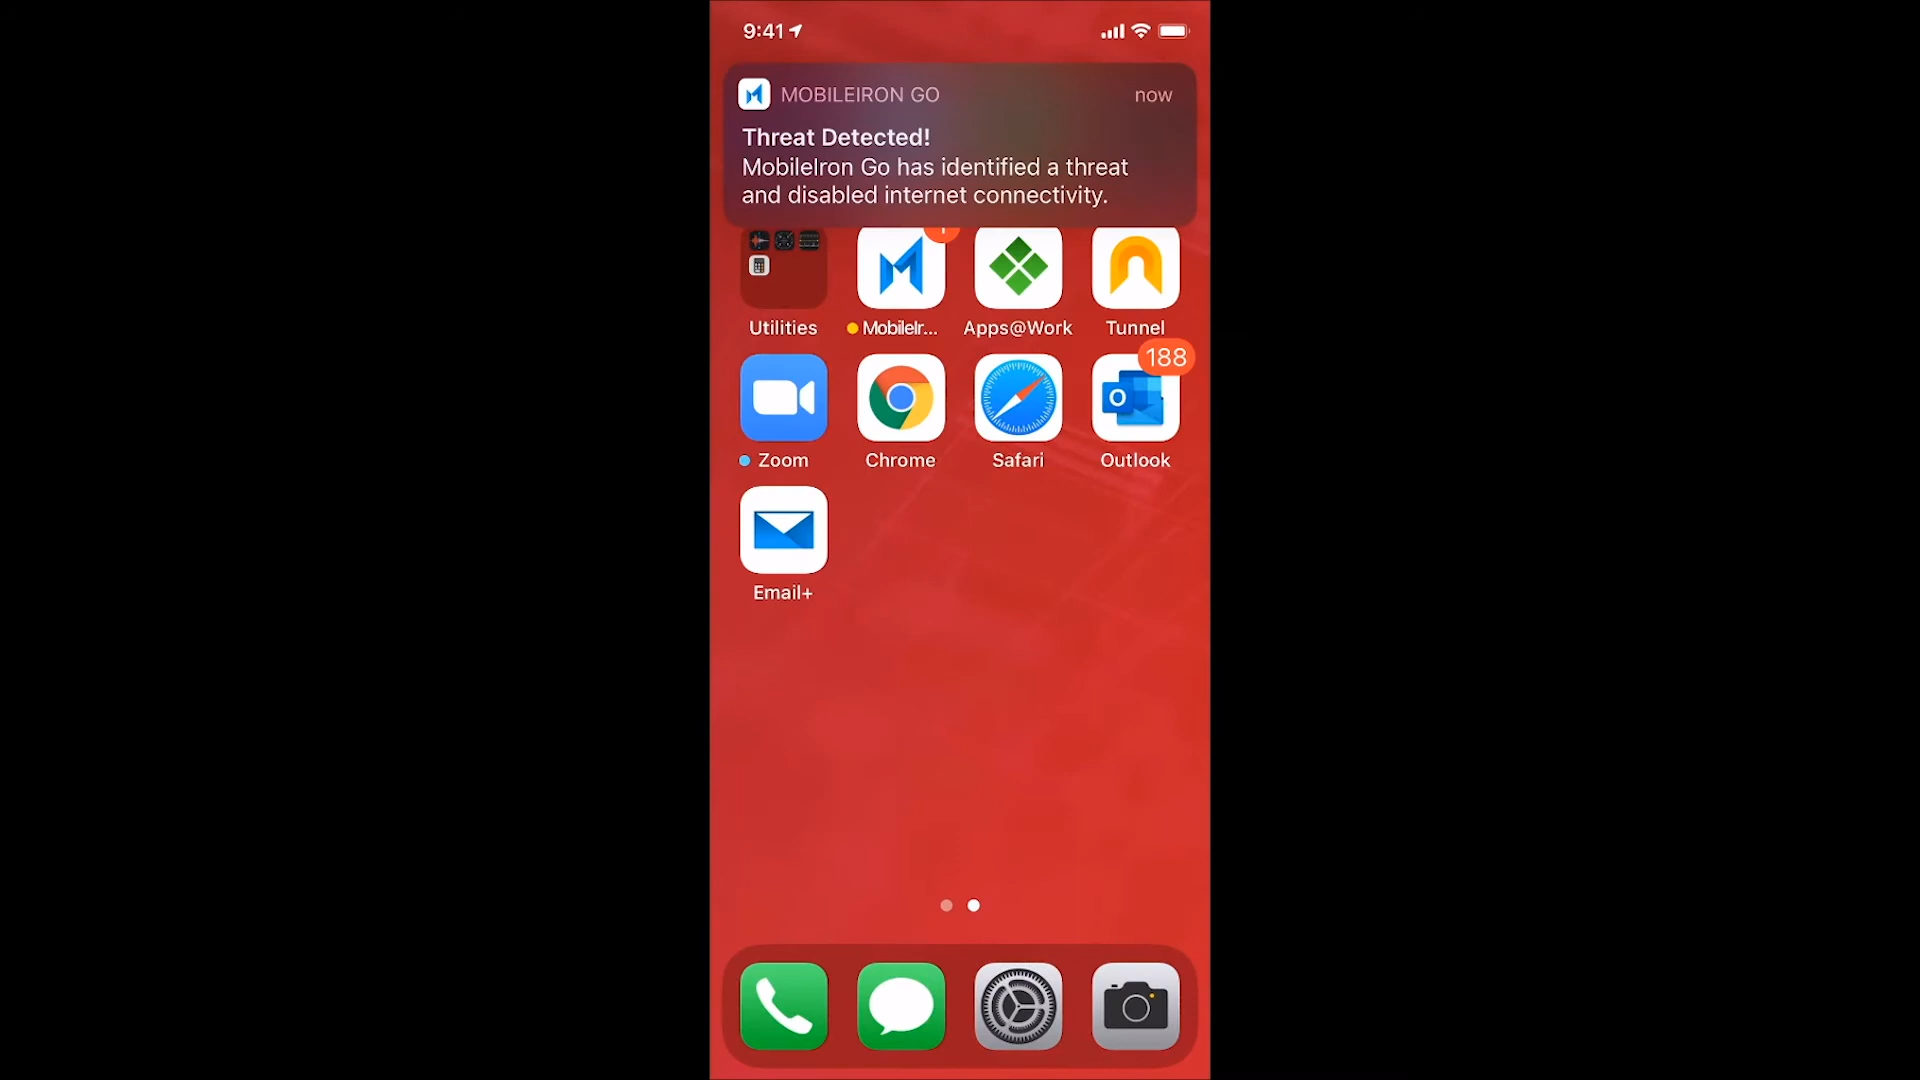 9:41
MOBILEIRON GO now
Threat Detected!
MobileIron Go has identified a threat
and disabled internet connectivity.
Utilities MobileIr... Apps@Work Tunnel
188
Zoom Chrome Safari Outlook
Email+